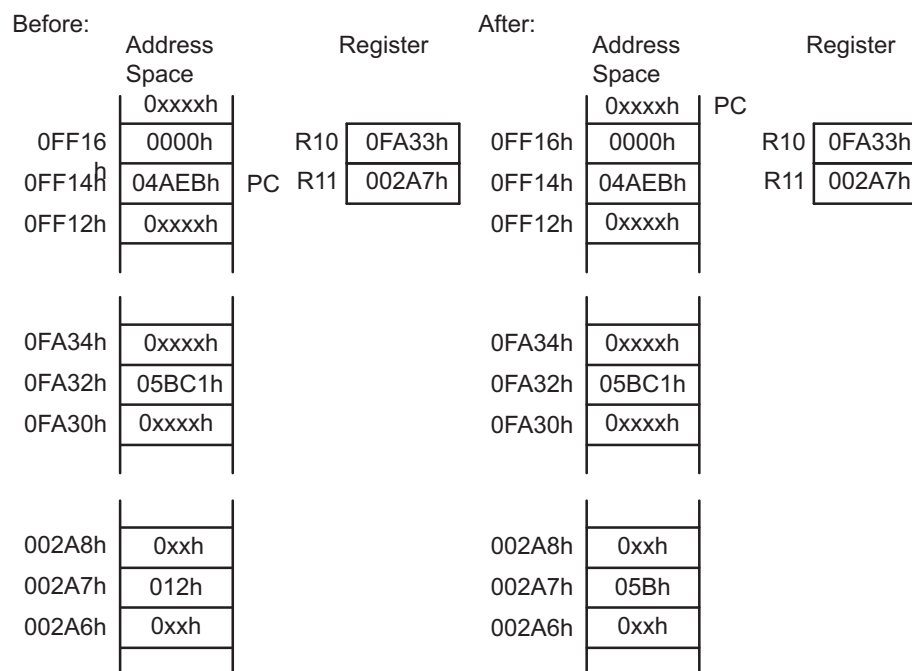 Before:
After:
Address Space
Register
Address Space
Register
0xxxxh
0xxxxh PC
0FF16h 0000h R10 0FA33h
0FF16h 0000h R10 0FA33h
0FF14h 04AEBh PC R11 002A7h
0FF14h 04AEBh R11 002A7h
0FF12h 0xxxxh
0FF12h 0xxxxh
0FA34h 0xxxxh
0FA34h 0xxxxh
0FA32h 05BC1h
0FA32h 05BC1h
0FA30h 0xxxxh
0FA30h 0xxxxh
002A8h 0xxh
002A8h 0xxh
002A7h 012h
002A7h 05Bh
002A6h 0xxh
002A6h 0xxh